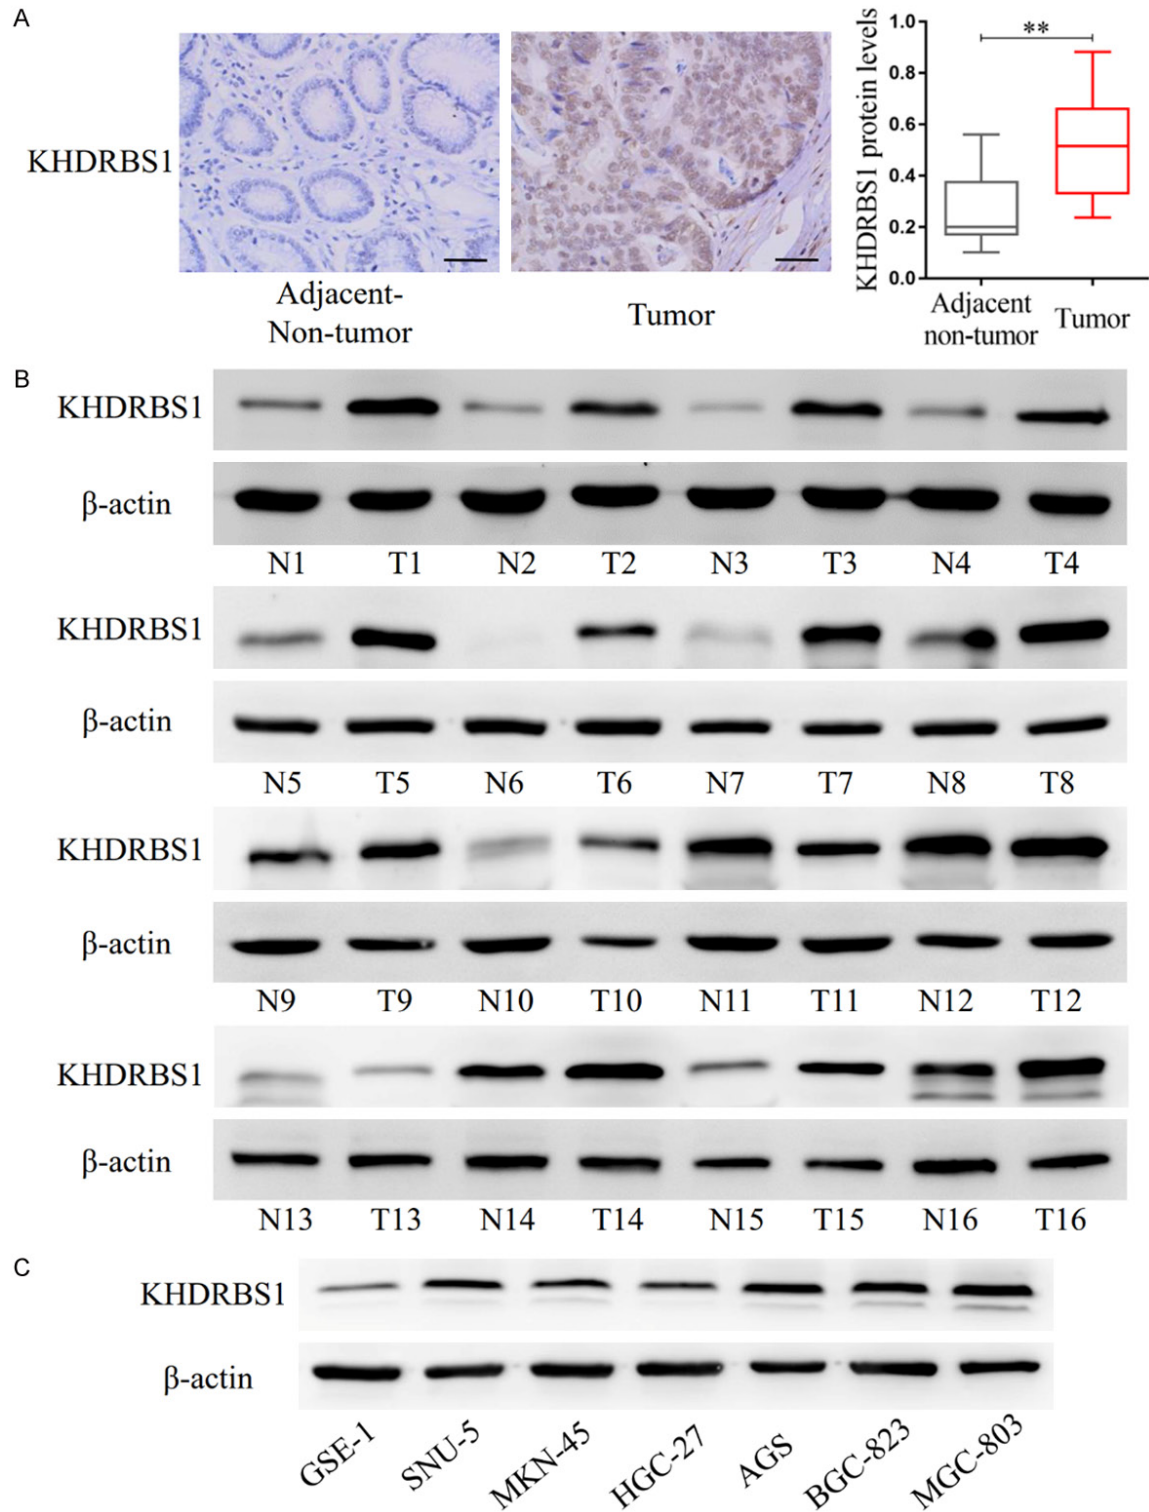 A
KHDRBS1
Adjacent-
Non-tumor
Tumor
KHDRBS1 protein levels
1.0
0.8
0.6
0.4
0.2
0.0
**
Adjacent
non-tumor
Tumor
B
KHDRBS1
β-actin
N1 T1 N2 T2 N3 T3 N4 T4
KHDRBS1
β-actin
N5 T5 N6 T6 N7 T7 N8 T8
KHDRBS1
β-actin
N9 T9 N10 T10 N11 T11 N12 T12
KHDRBS1
β-actin
N13 T13 N14 T14 N15 T15 N16 T16
C
KHDRBS1
β-actin
GSE-1 SNU-5 MKN-45 HGC-27 AGS BGC-823 MGC-803